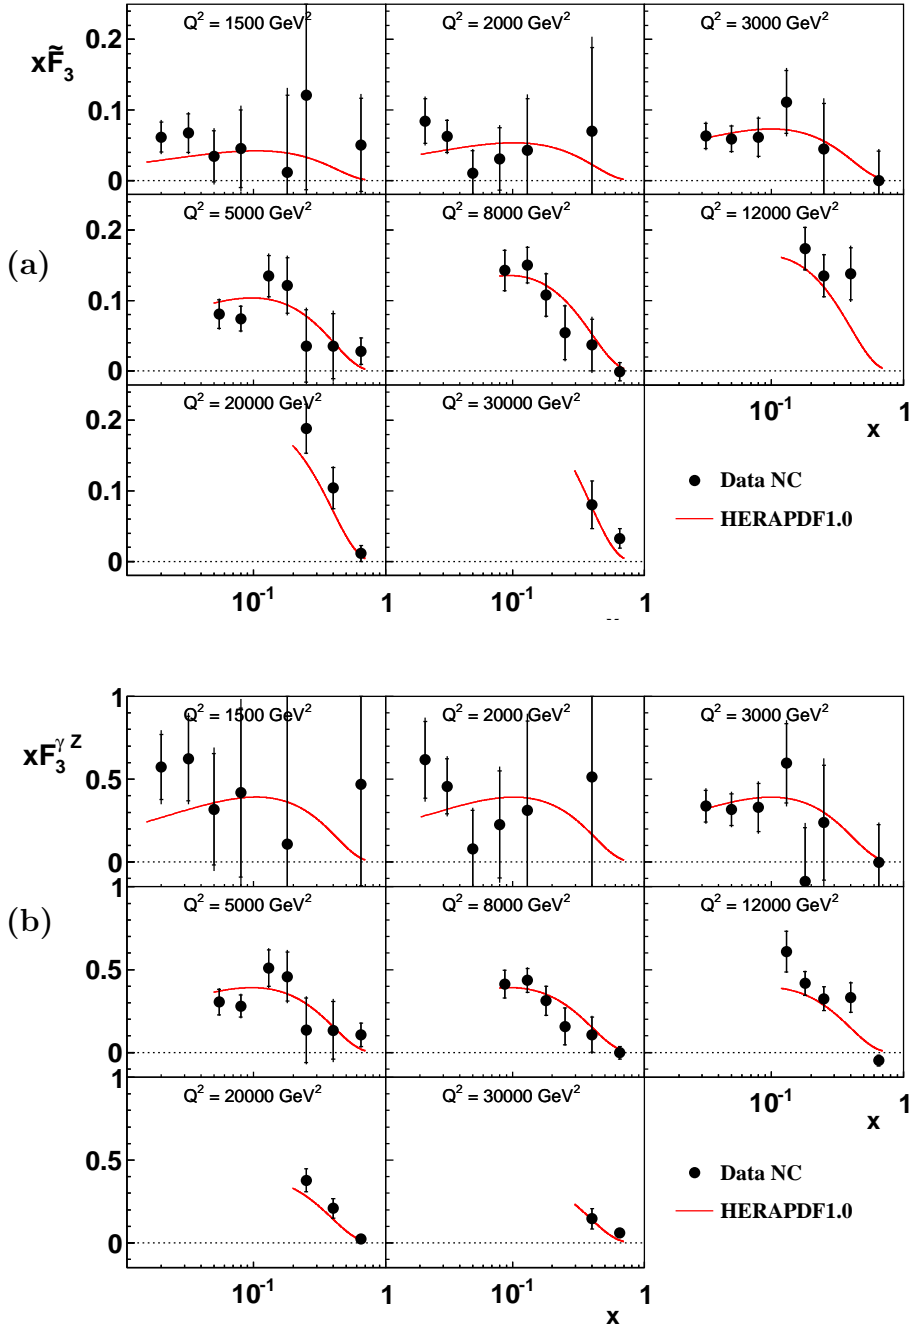 Q² = 1500 GeV² Q² = 2000 GeV² Q² = 3000 GeV²
0.2
xF̃₃
0.1
0
Q² = 5000 GeV² Q² = 8000 GeV² Q² = 12000 GeV²
0.2
(a)
0.1
0
Q² = 20000 GeV² Q² = 30000 GeV²
10⁻¹ 1
x
0.2
Data NC
0.1
HERAPDF1.0
0
10⁻¹ 1 10⁻¹ 1
1
Q² = 1500 GeV² Q² = 2000 GeV² Q² = 3000 GeV²
xF₃^γ Z
0.5
0
1
Q² = 5000 GeV² Q² = 8000 GeV² Q² = 12000 GeV²
(b)
0.5
0
1
Q² = 20000 GeV² Q² = 30000 GeV²
10⁻¹ 1
x
0.5
Data NC
HERAPDF1.0
0
10⁻¹ 1 10⁻¹ 1
x